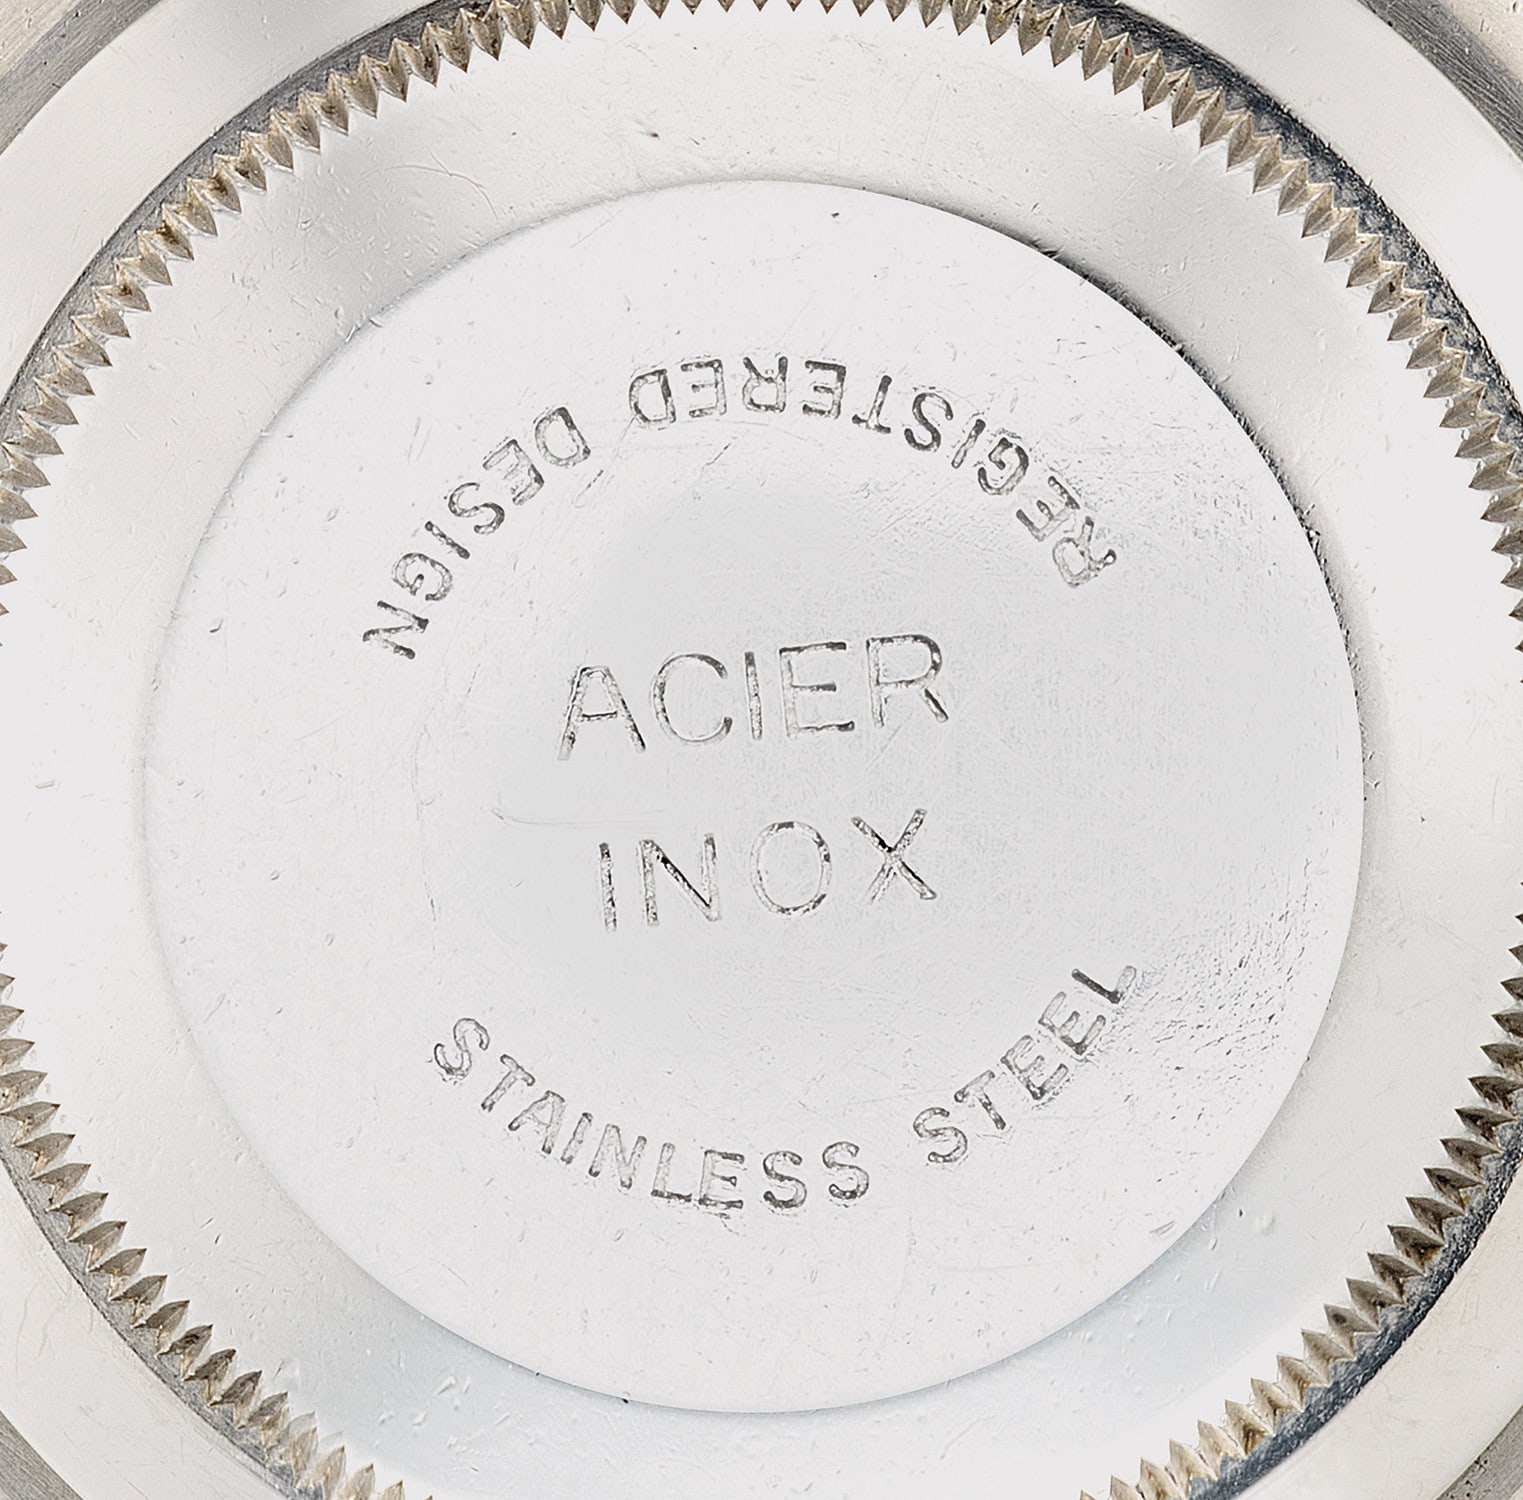 REGISTERED DESIGN
ACIER
INOX
STAINLESS STEEL